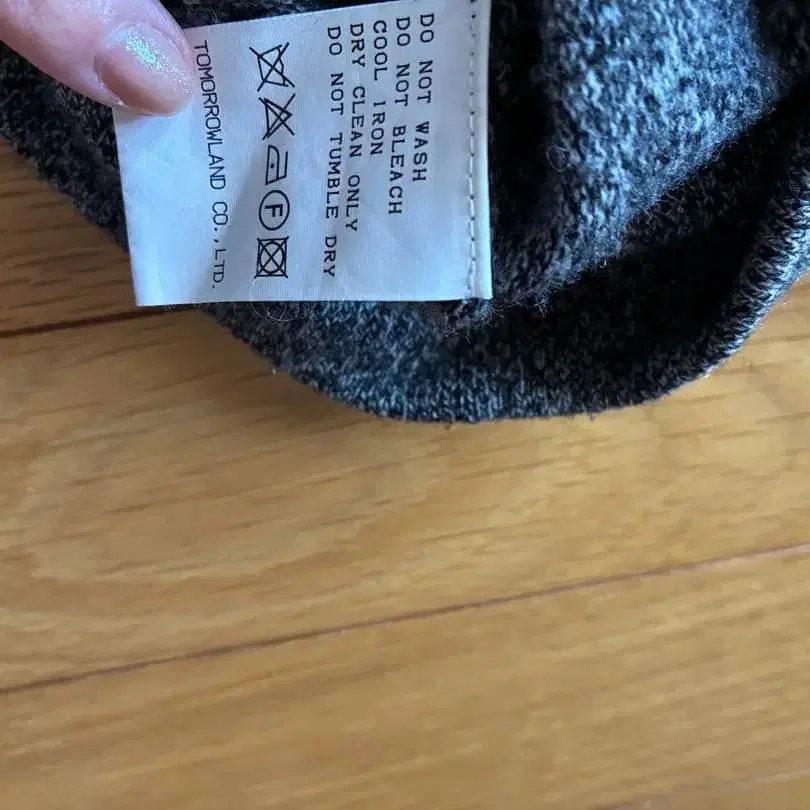 DO NOT WASH
DO NOT BLEACH
COOL IRON
DRY CLEAN ONLY
DO NOT TUMBLE DRY
F
TOMORROWLAND CO.,LTD.